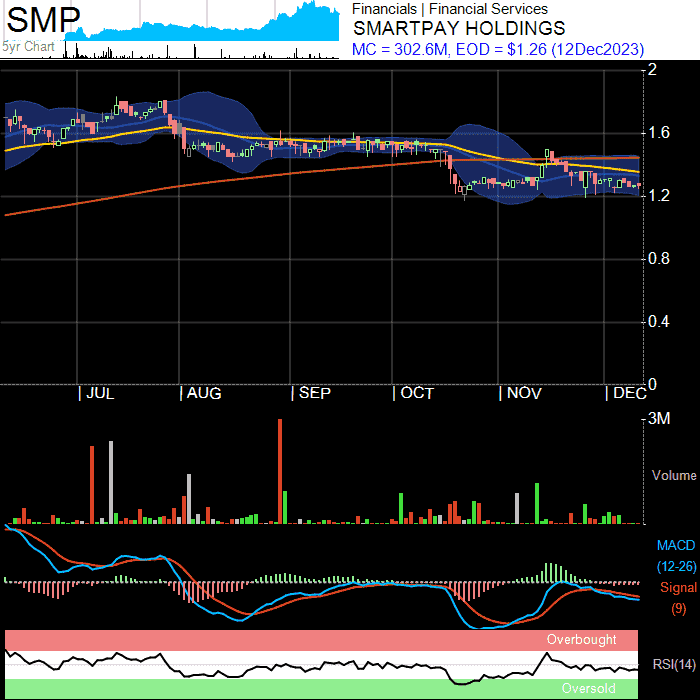 SMP
5yr Chart
Financials | Financial Services
SMARTPAY HOLDINGS
MC = 302.6M, EOD = $1.26 (12Dec2023)
2
1.6
1.2
0.8
0.4
0
| JUL | AUG | SEP | OCT | NOV | DEC
3M
Volume
MACD
(12-26)
Signal
(9)
Overbought
RSI(14)
Oversold